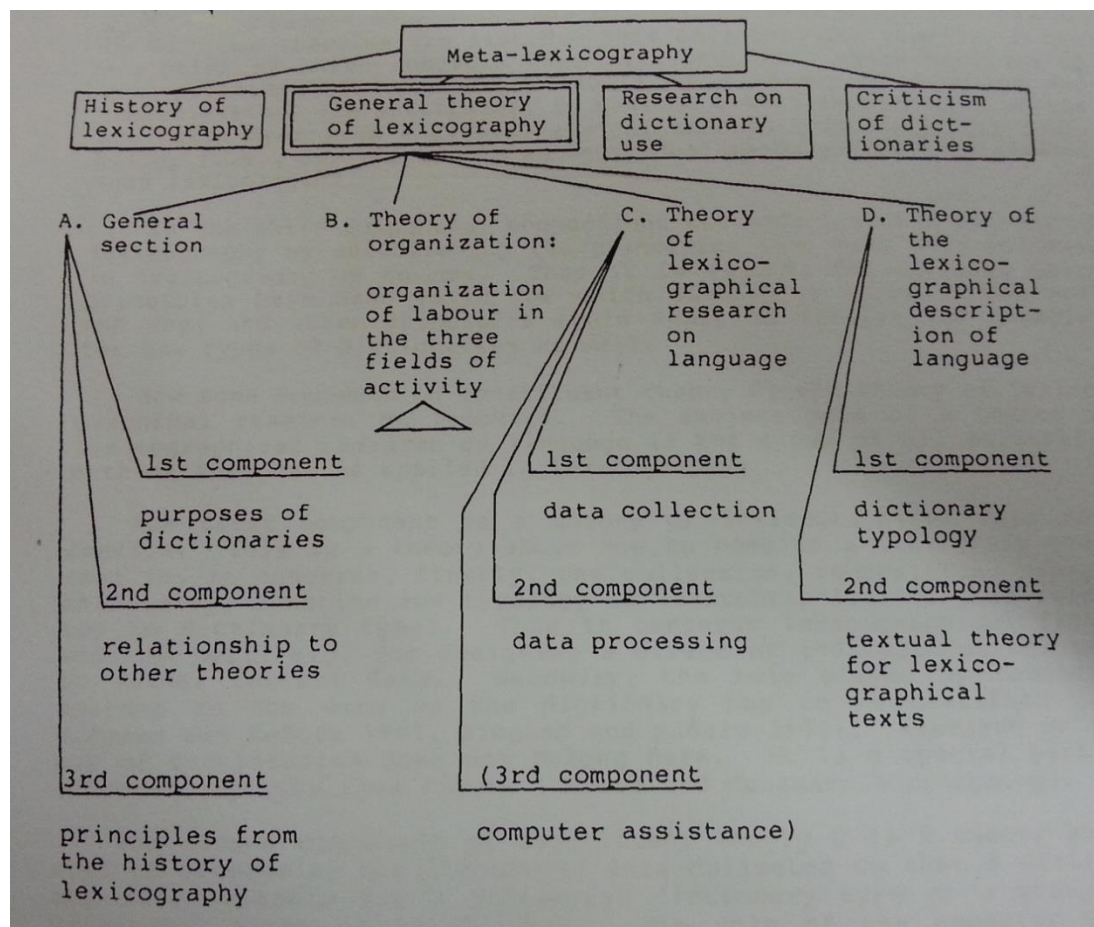 Meta-lexicography
History of
lexicography
General theory
of lexicography
Research on
dictionary
use
Criticism
of dict-
ionaries
A. General
section
B. Theory of
organization:
organization
of labour in
the three
fields of
activity
C. Theory
of
lexico-
graphical
research
on
language
D. Theory of
the
lexico-
graphical
descript-
ion of
language
1st component
purposes of
dictionaries
2nd component
relationship to
other theories
3rd component
principles from
the history of
lexicography
1st component
data collection
2nd component
data processing
(3rd component
computer assistance)
1st component
dictionary
typology
2nd component
textual theory
for lexico-
graphical
texts